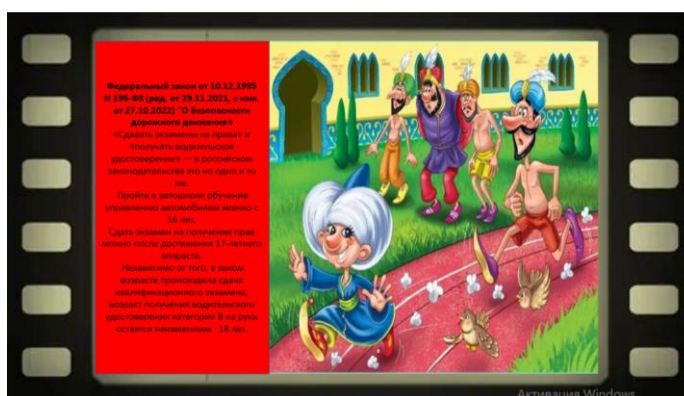 Федеральный закон от 10.12.1995
N 196-ФЗ (ред. от 29.11.2021, с изм.
от 27.10.2022) "О безопасности
дорожного движения«
«Сдавать экзамены на права» и
«получать водительское
удостоверение» — в российском
законодательстве это не одно и то
же.
Пройти в автошколе обучение
управлению автомобилем можно с
16 лет.
Сдать экзамен на получение прав
можно после достижения 17-летнего
возраста.
Независимо от того, в каком
возрасте происходила сдача
квалификационного экзамена,
возраст получения водительского
удостоверения категории В на руки
остается неизменным 18 лет.
Активация Windows